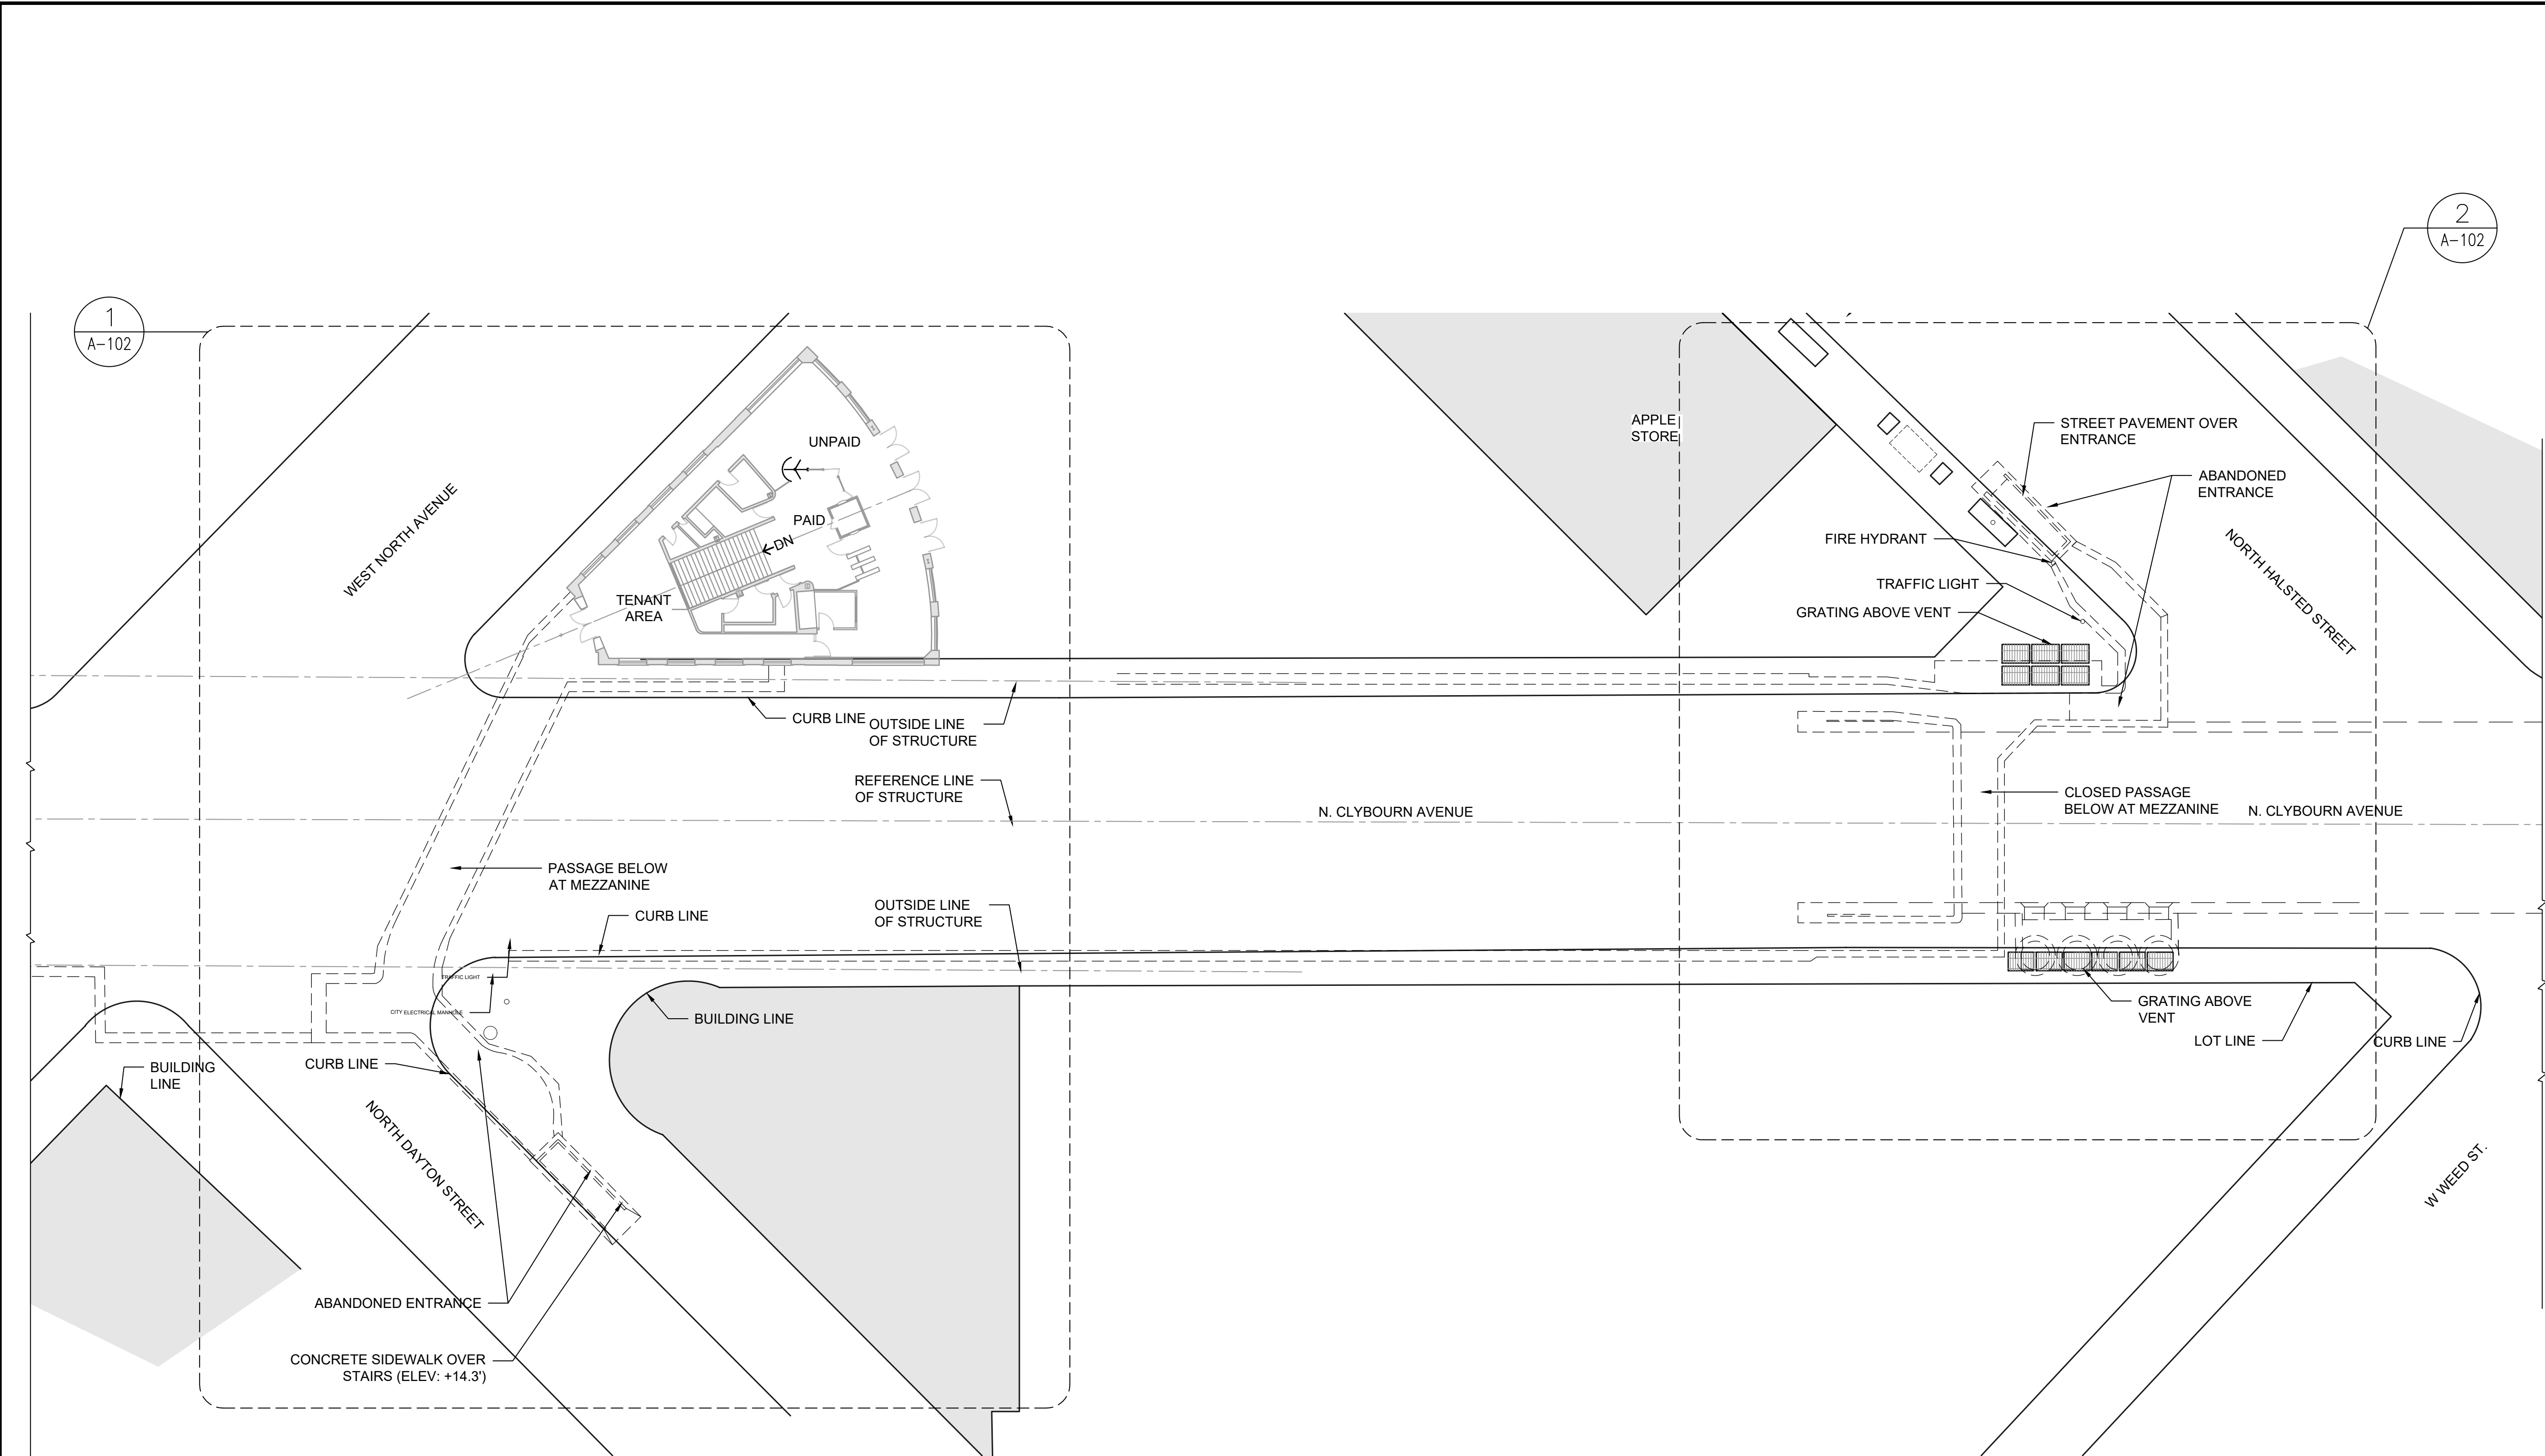 2
A-102
1
A-102
UNPAID
PAID
DN
TENANT
AREA
WEST NORTH AVENUE
APPLE
STORE
STREET PAVEMENT OVER
ENTRANCE
ABANDONED
ENTRANCE
FIRE HYDRANT
TRAFFIC LIGHT
GRATING ABOVE VENT
NORTH HALSTED STREET
CURB LINE
OUTSIDE LINE
OF STRUCTURE
REFERENCE LINE
OF STRUCTURE
N. CLYBOURN AVENUE
CLOSED PASSAGE
BELOW AT MEZZANINE
N. CLYBOURN AVENUE
PASSAGE BELOW
AT MEZZANINE
CURB LINE
OUTSIDE LINE
OF STRUCTURE
TRAFFIC LIGHT
CITY ELECTRICAL MANHOLE
BUILDING LINE
GRATING ABOVE
VENT
LOT LINE
CURB LINE
BUILDING
LINE
CURB LINE
NORTH DAYTON STREET
W WEED ST.
ABANDONED ENTRANCE
CONCRETE SIDEWALK OVER
STAIRS (ELEV: +14.3')